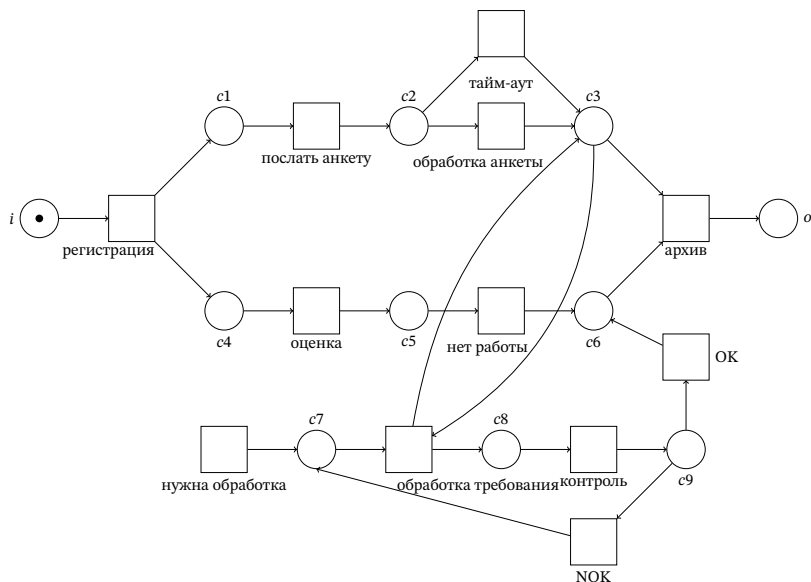 тайм-аут
c1
c2
c3
послать анкету
обработка анкеты
i
o
регистрация
архив
c4
оценка
c5
нет работы
c6
OK
c7
c8
нужна обработка
обработка требования
контроль
c9
NOK